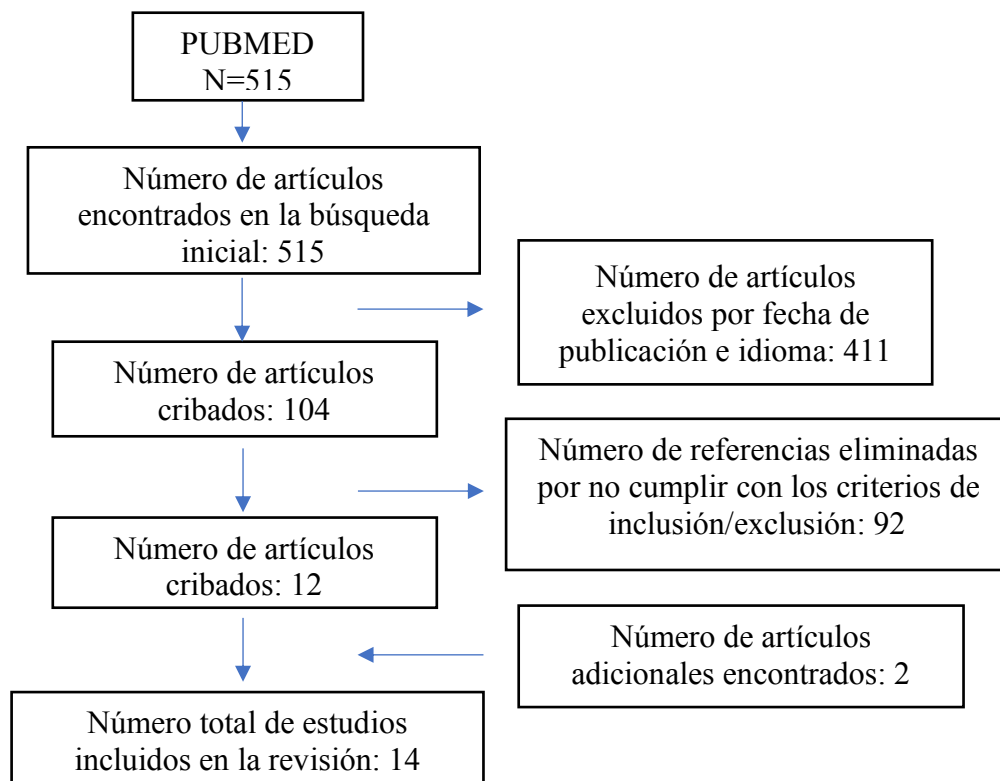 PUBMED
N=515
Número de artículos
encontrados en la búsqueda
inicial: 515
Número de artículos
excluidos por fecha de
publicación e idioma: 411
Número de artículos
cribados: 104
Número de referencias eliminadas
por no cumplir con los criterios de
inclusión/exclusión: 92
Número de artículos
cribados: 12
Número de artículos
adicionales encontrados: 2
Número total de estudios
incluidos en la revisión: 14